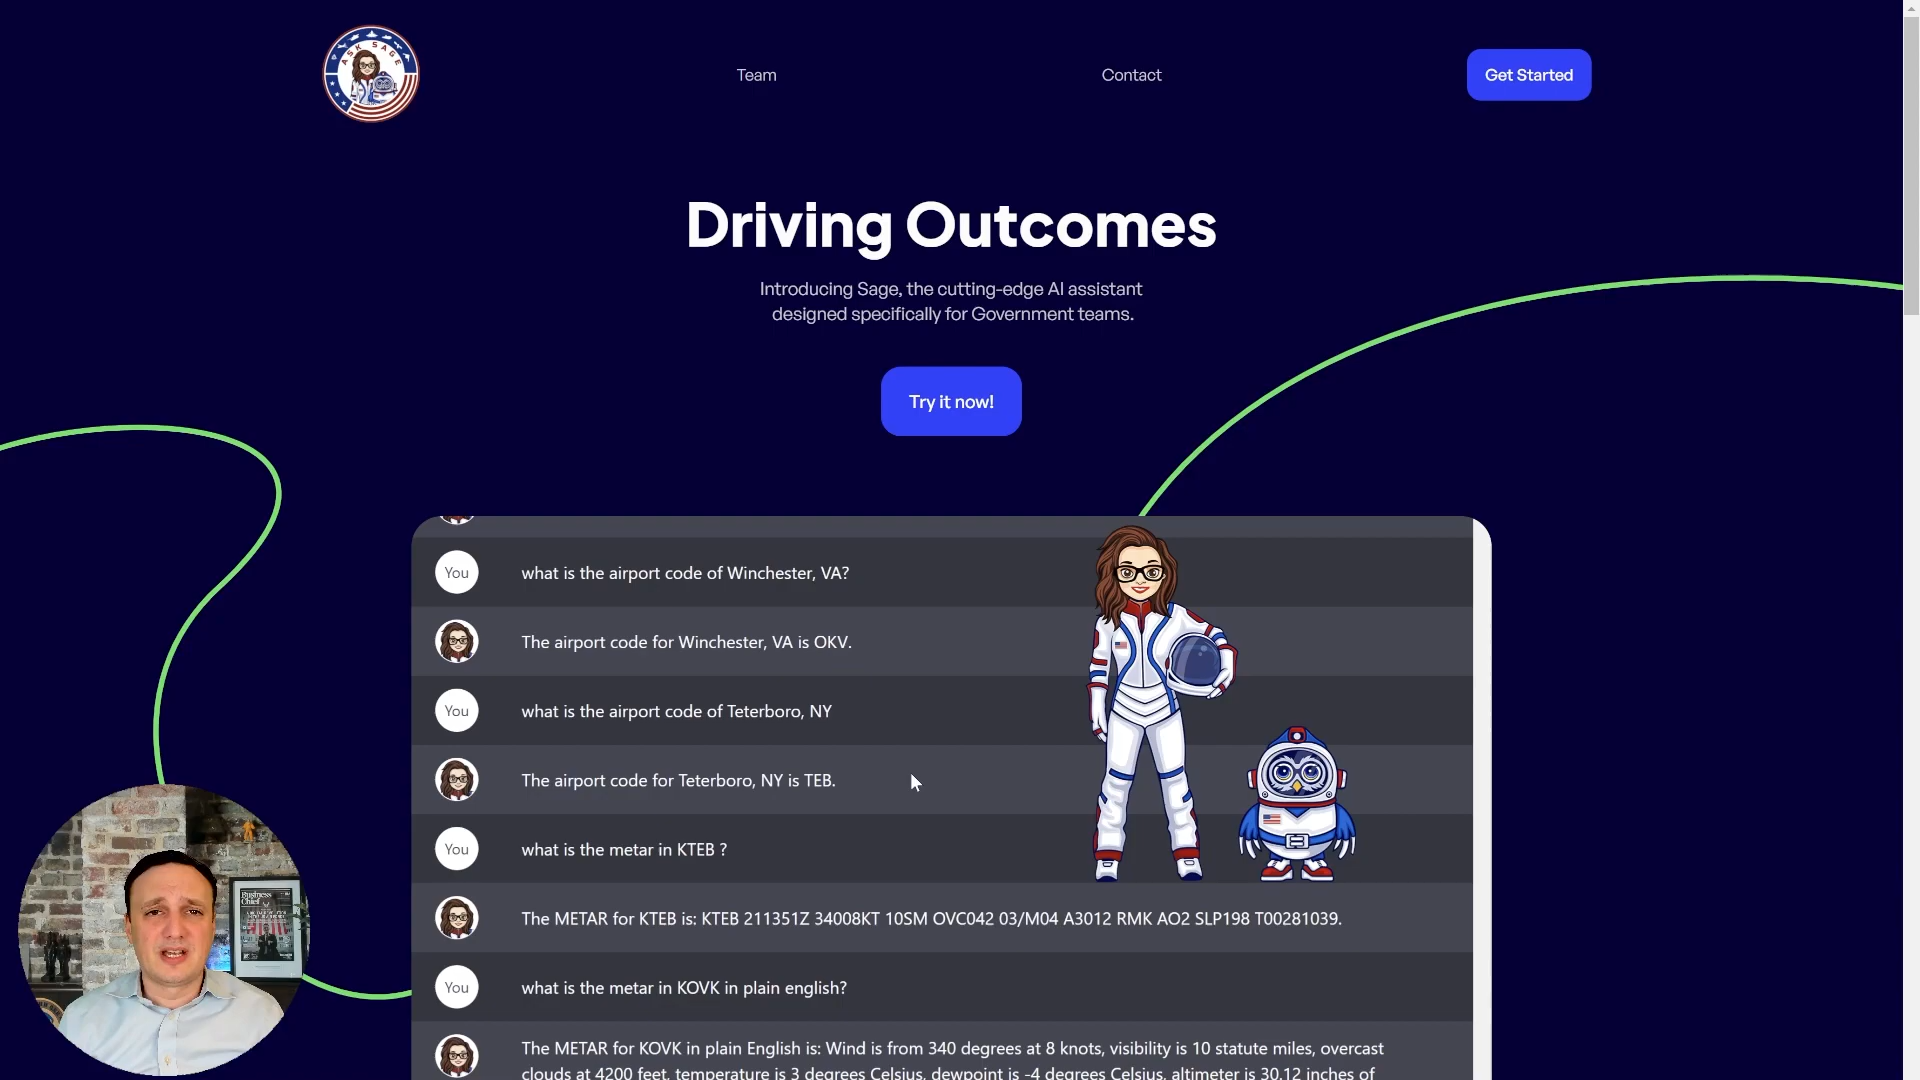 ASK SAGE
Team
Contact
Get Started
Driving Outcomes
Introducing Sage, the cutting-edge AI assistant
designed specifically for Government teams.
Try it now!
You
what is the airport code of Winchester, VA?
The airport code for Winchester, VA is OKV.
You
what is the airport code of Teterboro, NY
The airport code for Teterboro, NY is TEB.
You
what is the metar in KTEB ?
The METAR for KTEB is: KTEB 211351Z 34008KT 10SM OVC042 03/M04 A3012 RMK AO2 SLP198 T00281039.
You
what is the metar in KOVK in plain english?
The METAR for KOVK in plain English is: Wind is from 340 degrees at 8 knots, visibility is 10 statute miles, overcast
clouds at 4200 feet, temperature is 3 degrees Celsius, dewpoint is -4 degrees Celsius, altimeter is 30.12 inches of
Business
Chief